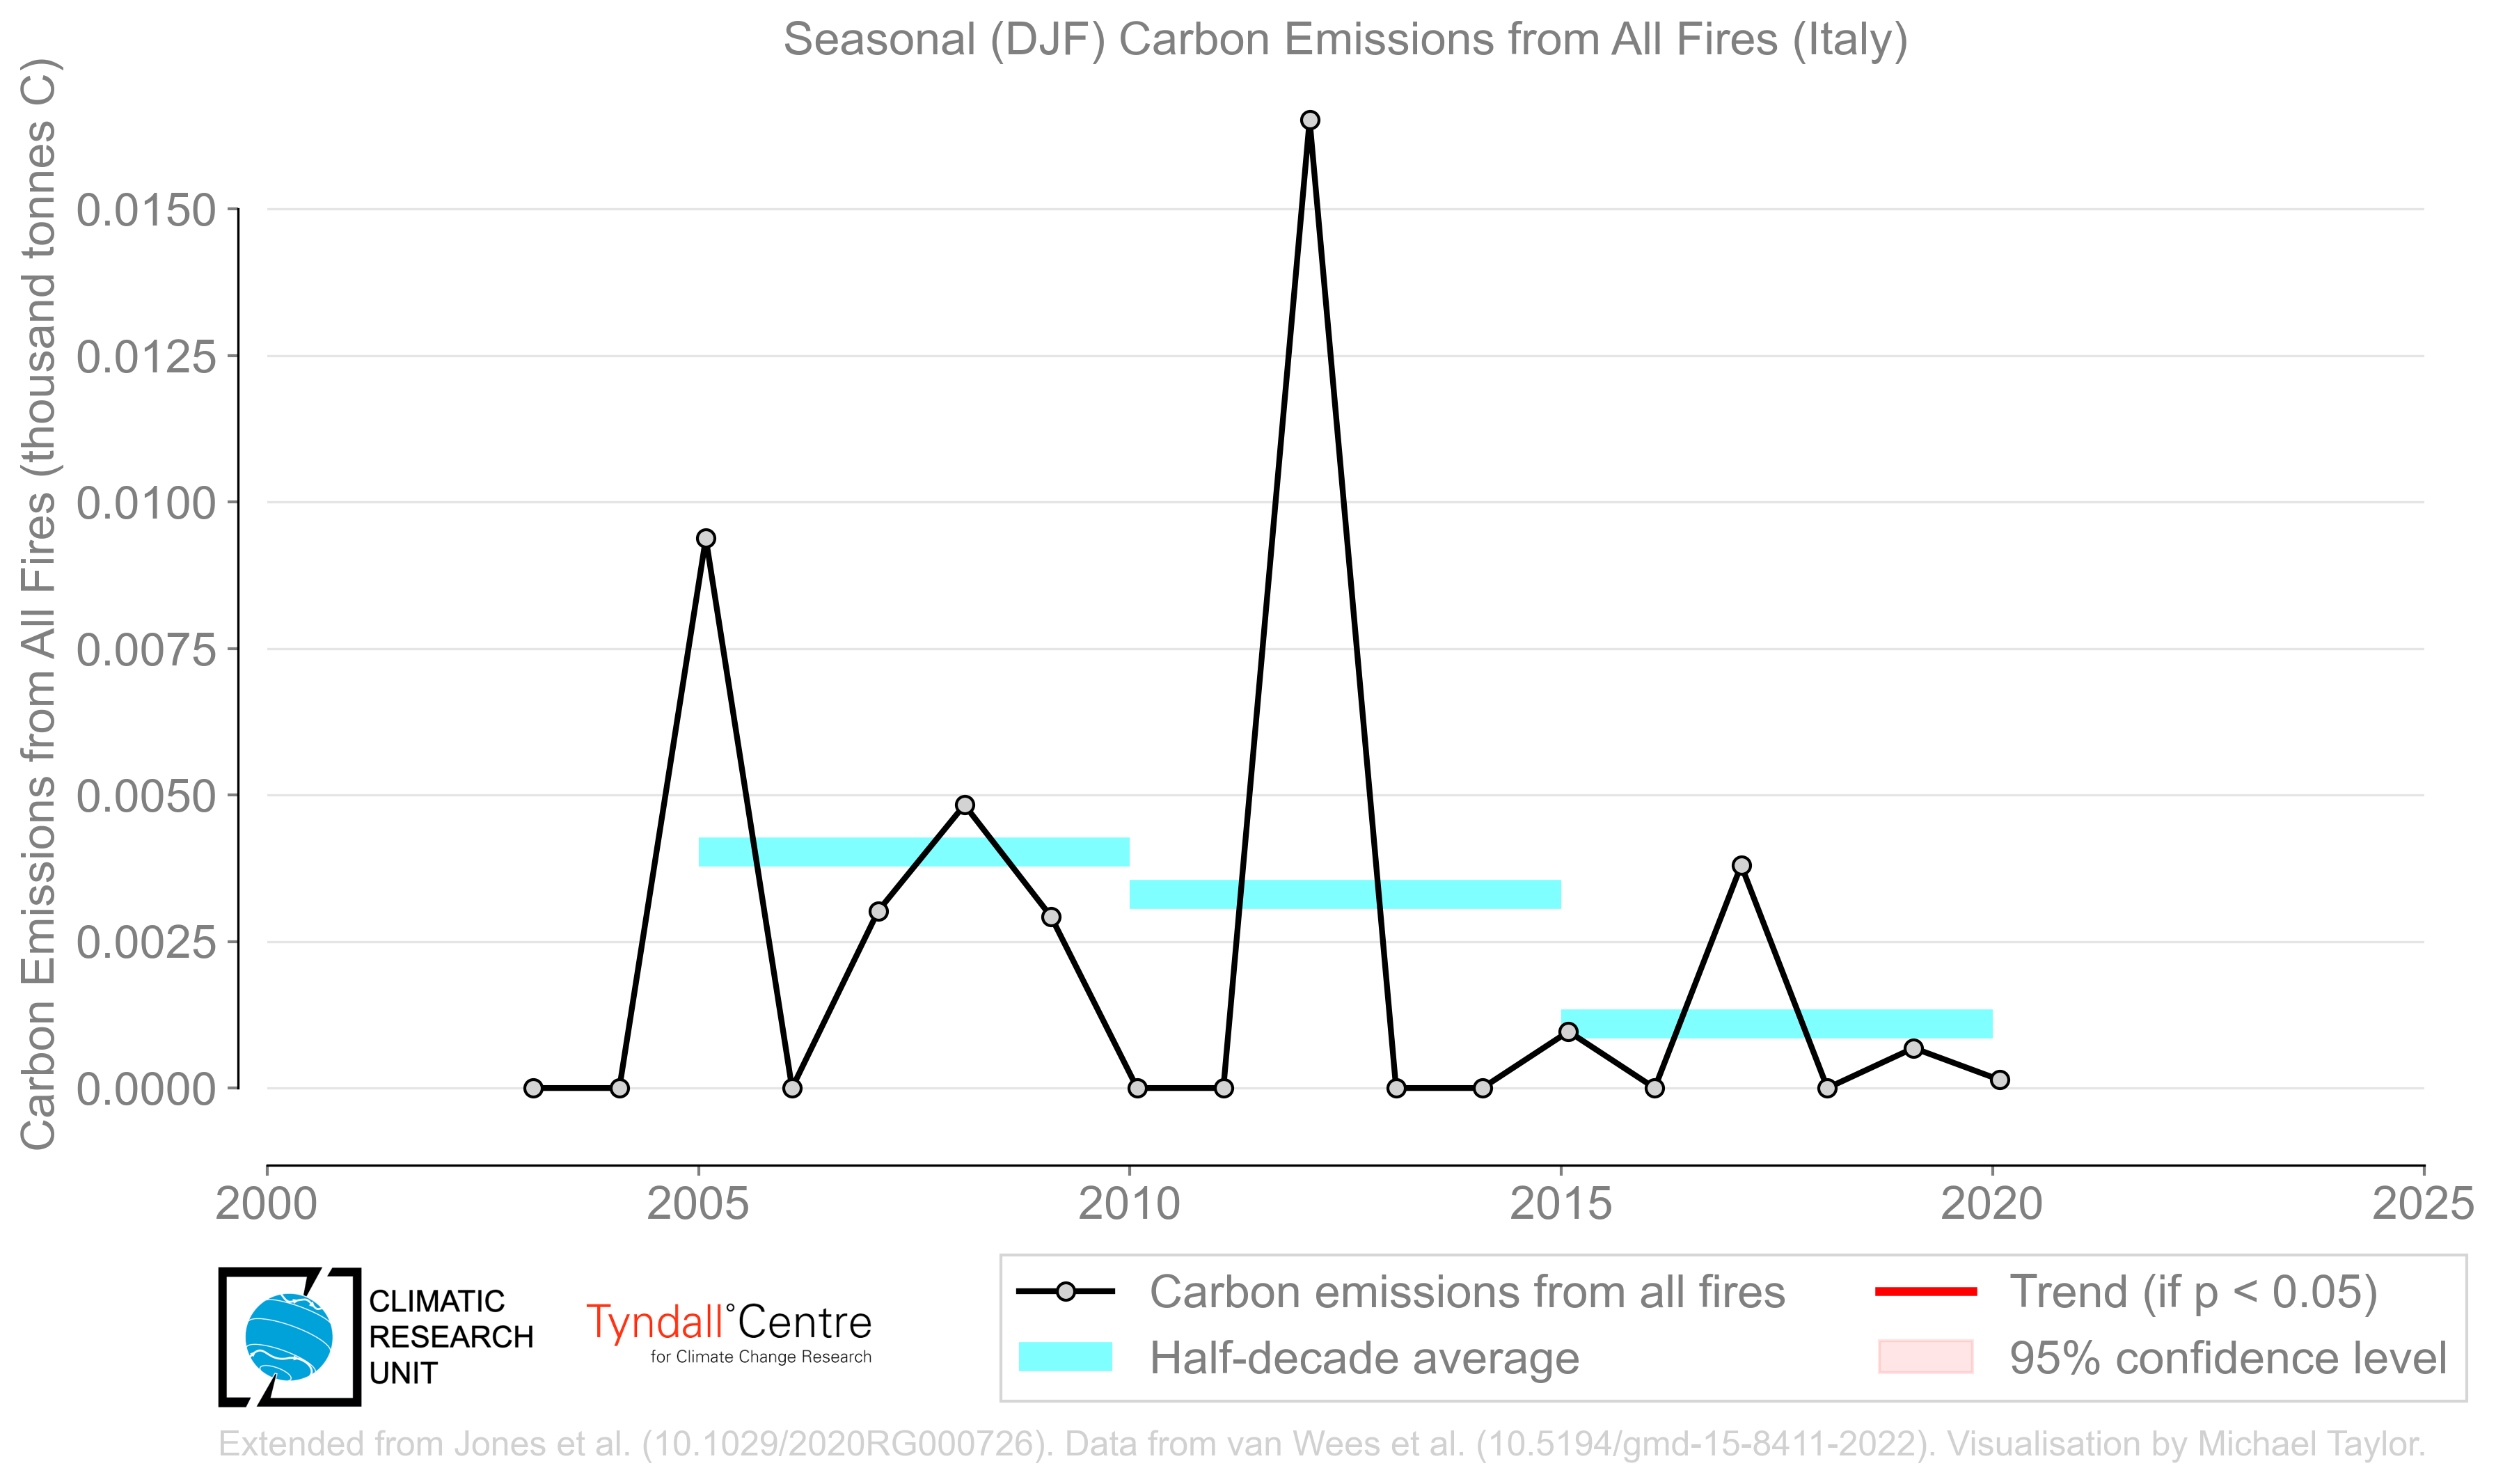 Seasonal (DJF) Carbon Emissions from All Fires (Italy)
Carbon Emissions from All Fires (thousand tonnes C)
0.0150
0.0125
0.0100
0.0075
0.0050
0.0025
0.0000
2000 2005 2010 2015 2020 2025
CLIMATIC
RESEARCH
UNIT
Tyndall°Centre
for Climate Change Research
Carbon emissions from all fires
Half-decade average
Trend (if p < 0.05)
95% confidence level
Extended from Jones et al. (10.1029/2020RG000726). Data from van Wees et al. (10.5194/gmd-15-8411-2022). Visualisation by Michael Taylor.